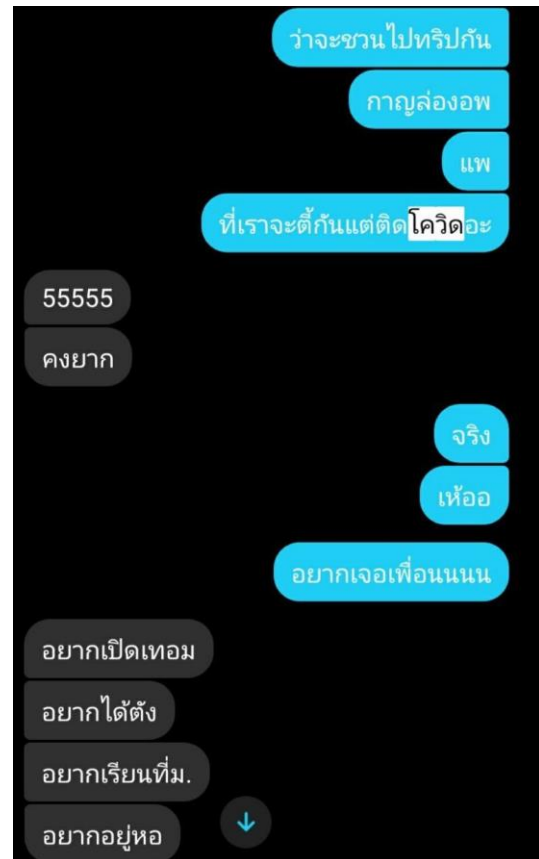 ว่าจะชวนไปทริปกัน
กาญล่องอพ
แพ
ที่เราจะตี้กันแต่ติดโควิดอะ
55555
คงยาก
จริง
เห้ออ
อยากเจอเพื่อนนนน
อยากเปิดเทอม
อยากได้ตัง
อยากเรียนที่ม.
อยากอยู่หอ